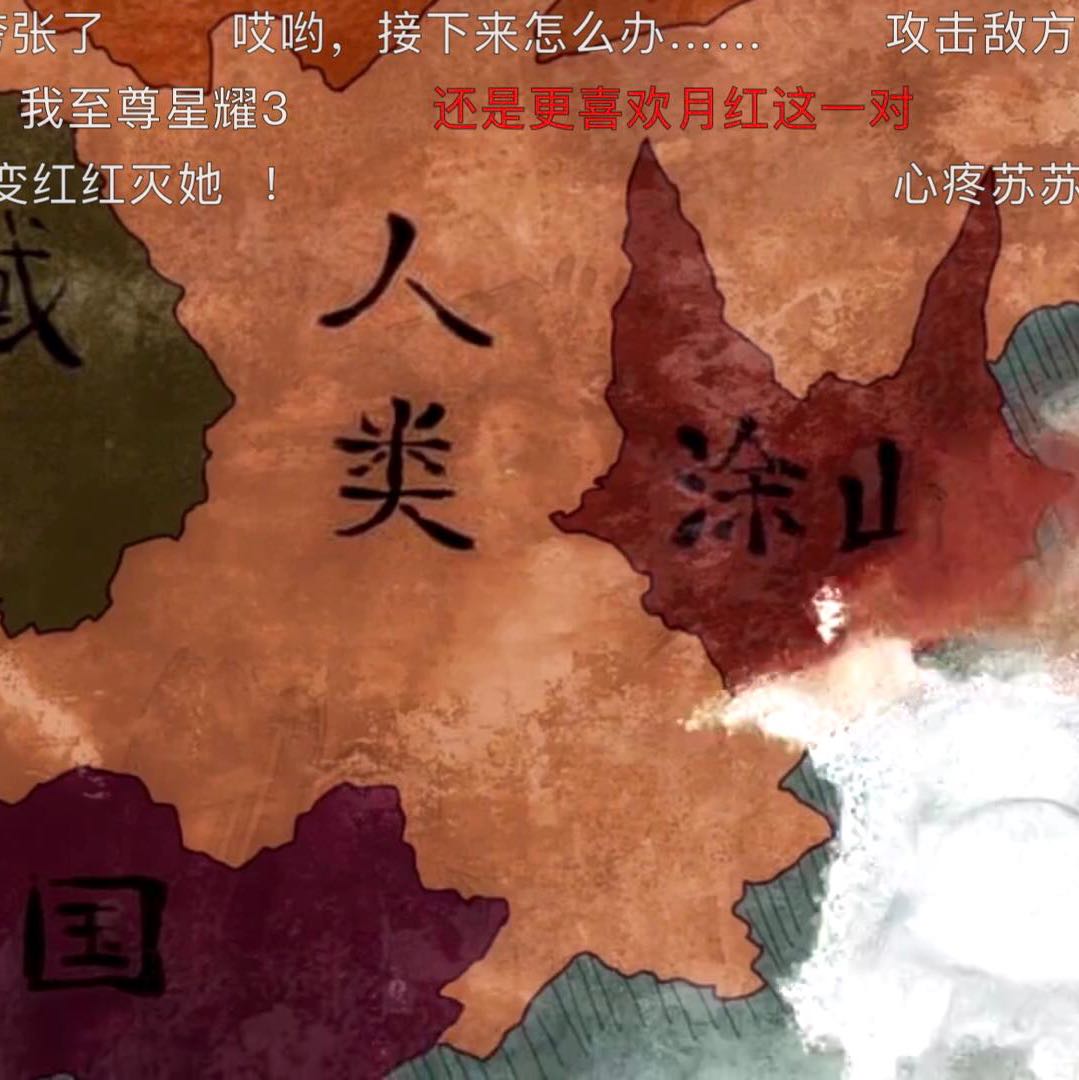 张了 哎哟，接下来怎么办…… 攻击敌方
我至尊星耀3 还是更喜欢月红这一对
变红红灭她 ！ 心疼苏苏
域
人类
涂山
国